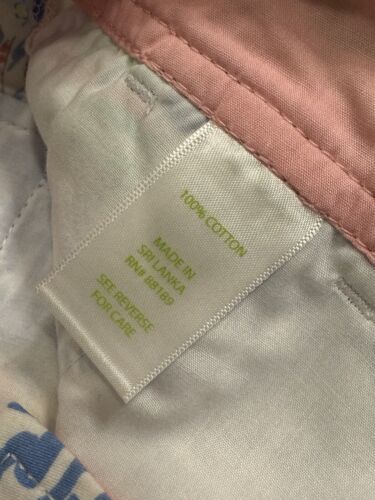 100% COTTON
MADE IN
SRI LANKA
RN# 88189
SEE REVERSE
FOR CARE